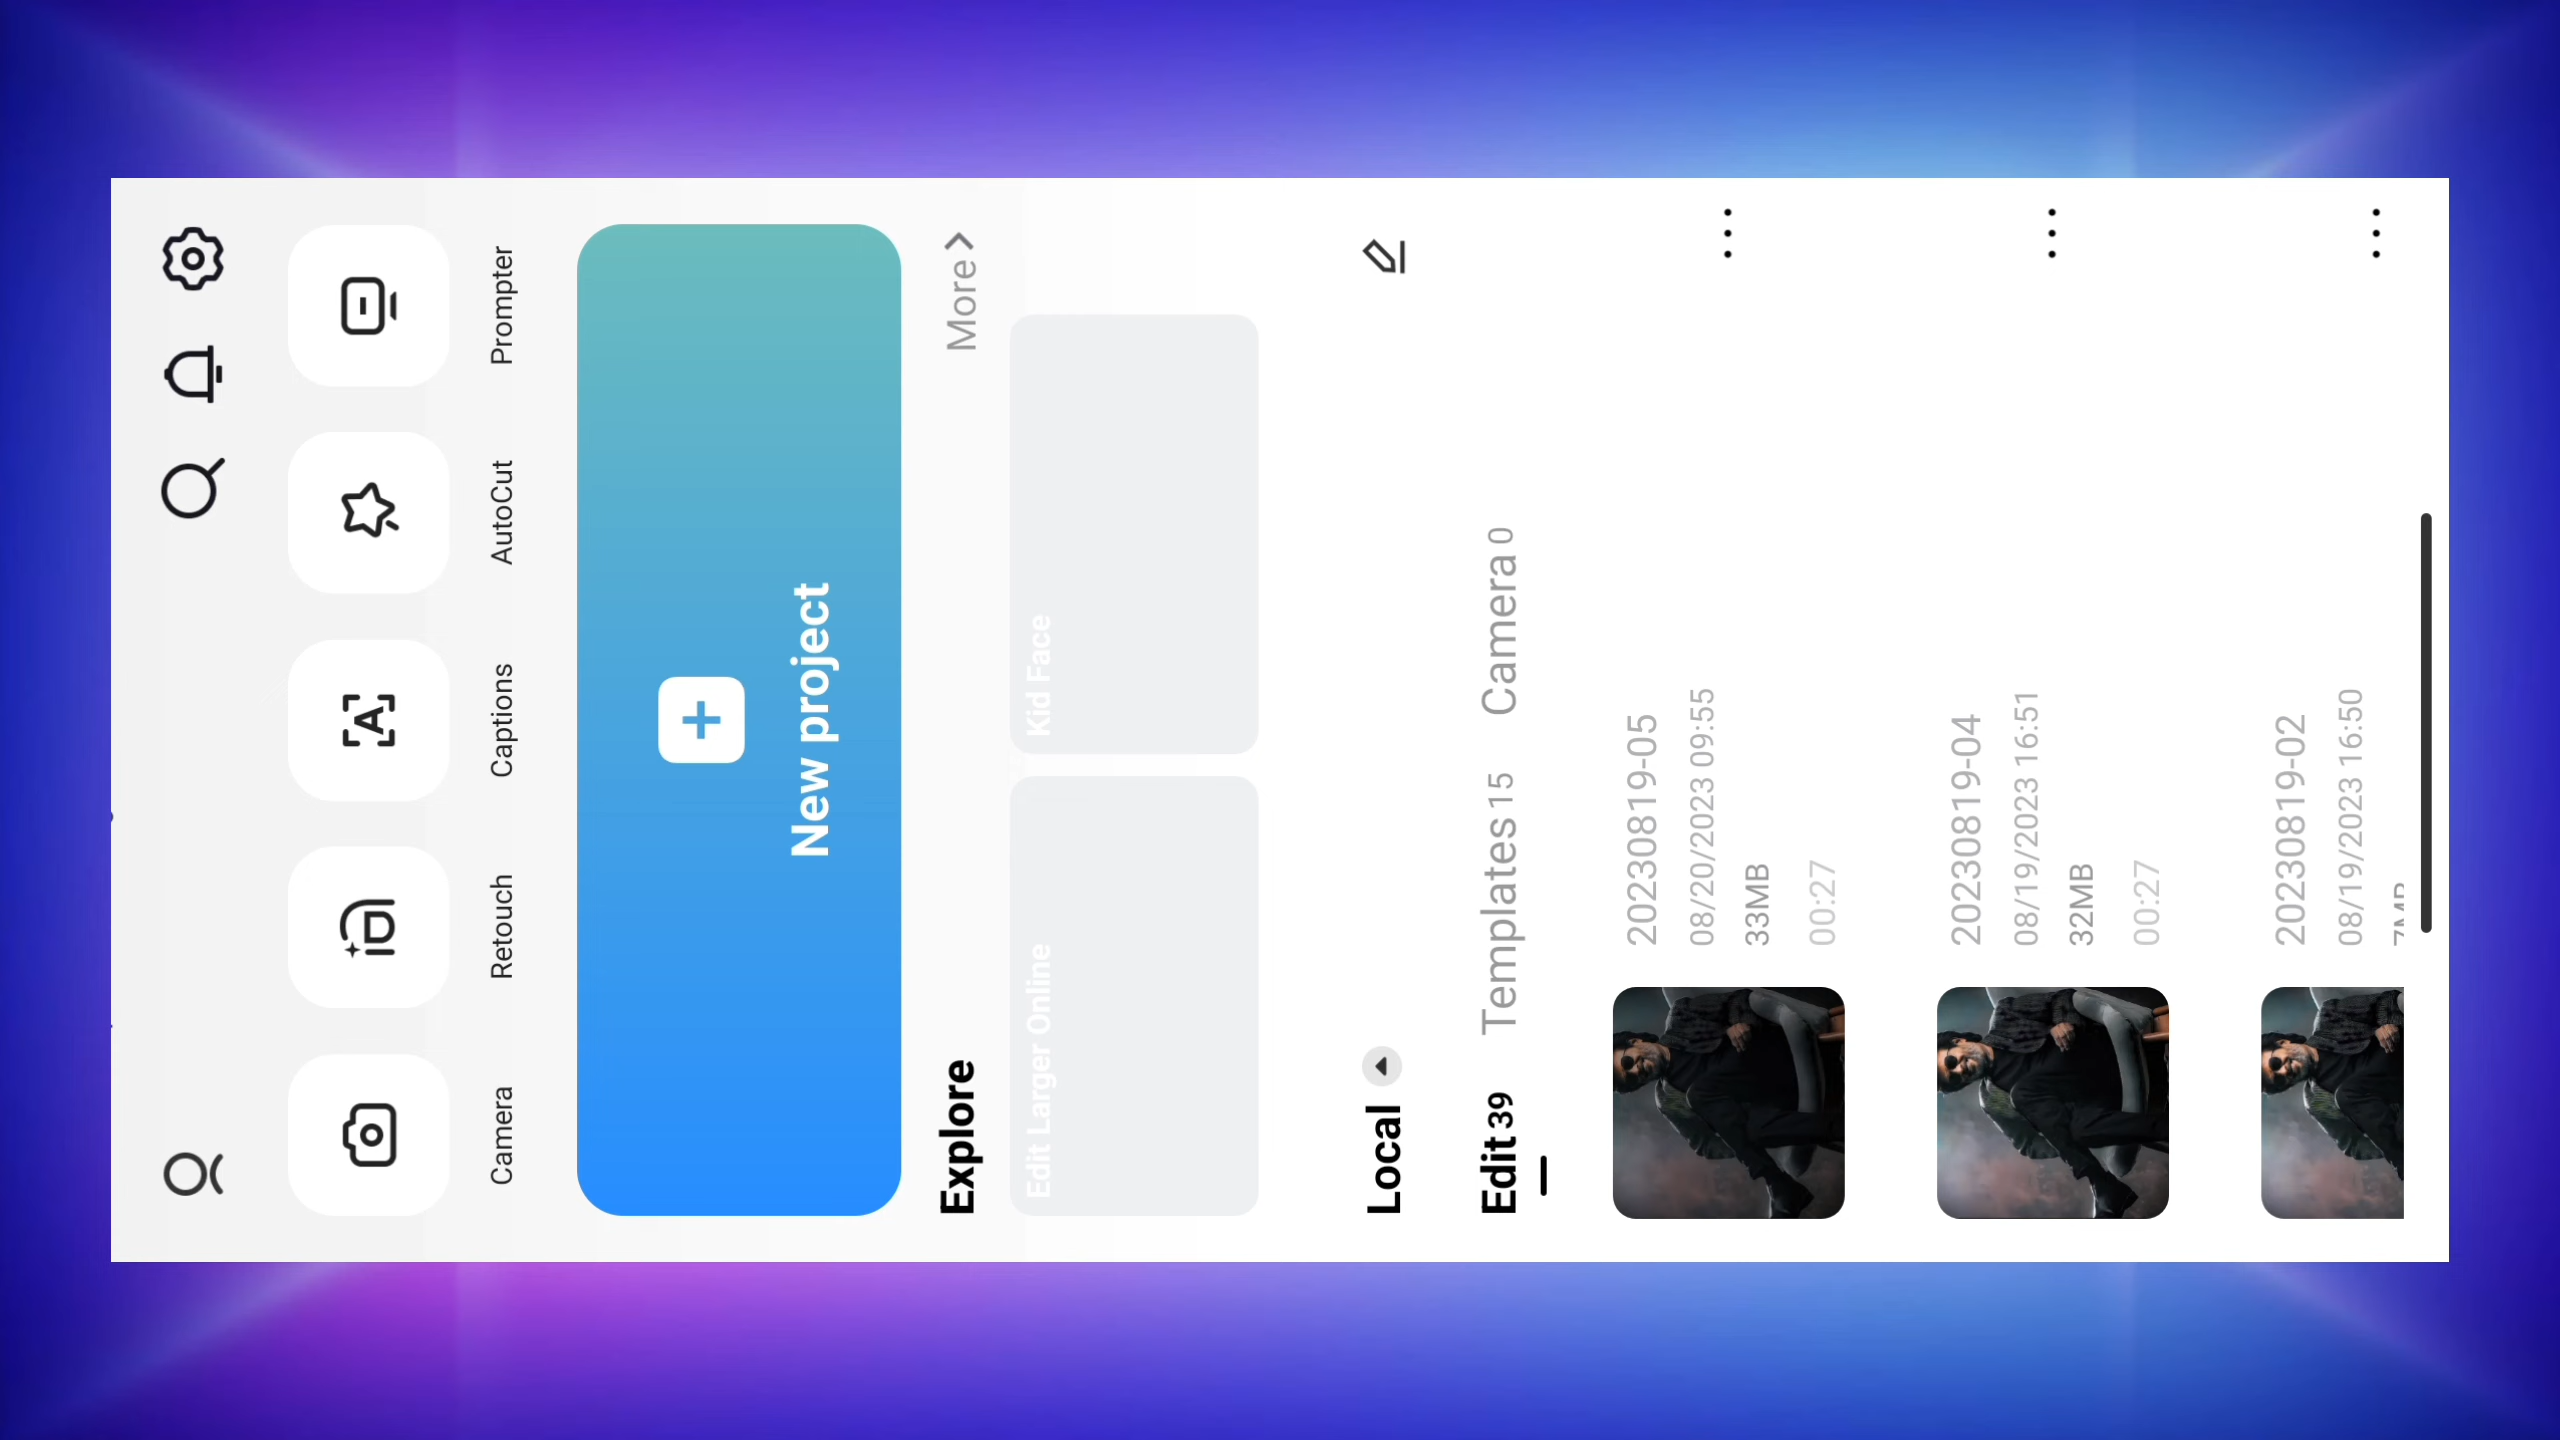 Camera
Retouch
Captions
AutoCut
Prompter
New project
Explore
More
Edit Larger Online
Kid Face
Local
Edit 39
Templates 15
Camera 0
20230819-05
08/20/2023 09:55
33MB
00:27
20230819-04
08/19/2023 16:51
32MB
00:27
20230819-02
08/19/2023 16:50
7MB